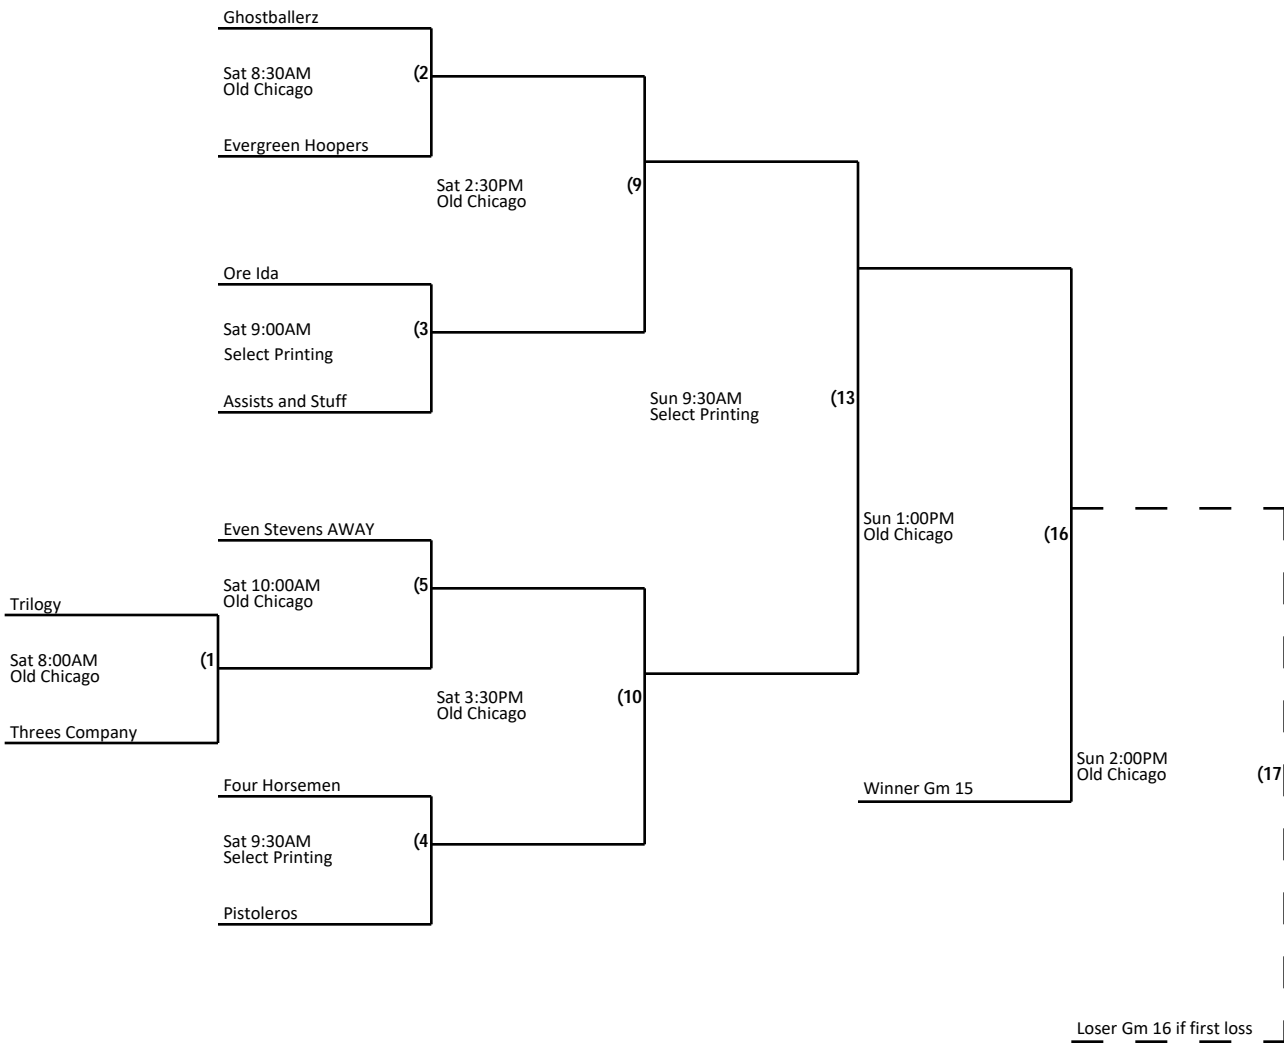 Ghostballerz
Sat 8:30AM
Old Chicago
(2
Evergreen Hoopers
Sat 2:30PM
Old Chicago
(9
Ore Ida
Sat 9:00AM
Select Printing
(3
Assists and Stuff
Sun 9:30AM
Select Printing
(13
Even Stevens AWAY
Sat 10:00AM
Old Chicago
(5
Sun 1:00PM
Old Chicago
(16
Trilogy
Sat 8:00AM
Old Chicago
(1
Threes Company
Sat 3:30PM
Old Chicago
(10
Four Horsemen
Sat 9:30AM
Select Printing
(4
Pistoleros
Winner Gm 15
Sun 2:00PM
Old Chicago
(17
Loser Gm 16 if first loss